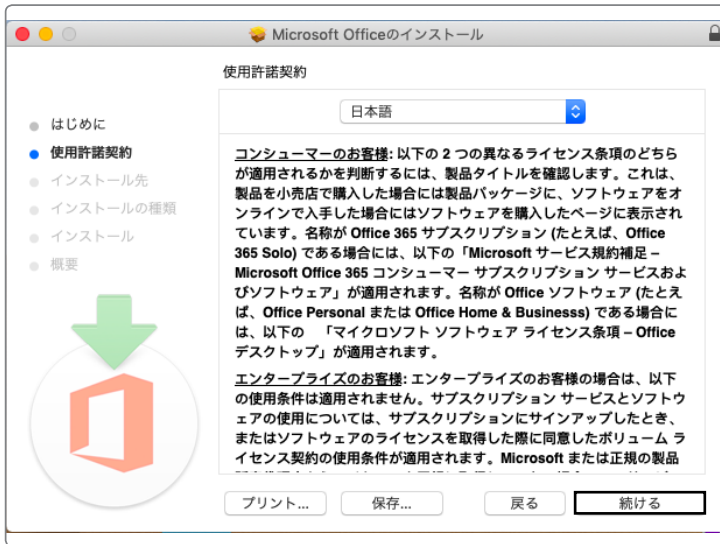 Microsoft Officeのインストール
使用許諾契約
日本語
はじめに
使用許諾契約
インストール先
インストールの種類
インストール
概要
コンシューマーのお客様: 以下の 2 つの異なるライセンス条項のどちら
が適用されるかを判断するには、製品タイトルを確認します。これは、
製品を小売店で購入した場合には製品パッケージに、ソフトウェアをオ
ンラインで入手した場合にはソフトウェアを購入したページに表示され
ています。名称が Office 365 サブスクリプション (たとえば、Office
365 Solo) である場合には、以下の「Microsoft サービス規約補足 –
Microsoft Office 365 コンシューマー サブスクリプション サービスおよ
びソフトウェア」が適用されます。名称が Office ソフトウェア (たとえ
ば、Office Personal または Office Home & Businesss) である場合に
は、以下の 「マイクロソフト ソフトウェア ライセンス条項 – Office
デスクトップ」が適用されます。
エンタープライズのお客様: エンタープライズのお客様の場合は、以下
の使用条件は適用されません。サブスクリプション サービスとソフトウ
ェアの使用については、サブスクリプションにサインアップしたとき、
またはソフトウェアのライセンスを取得した際に同意したボリューム ラ
イセンス契約の使用条件が適用されます。Microsoft または正規の製品
プリント...
保存...
戻る
続ける